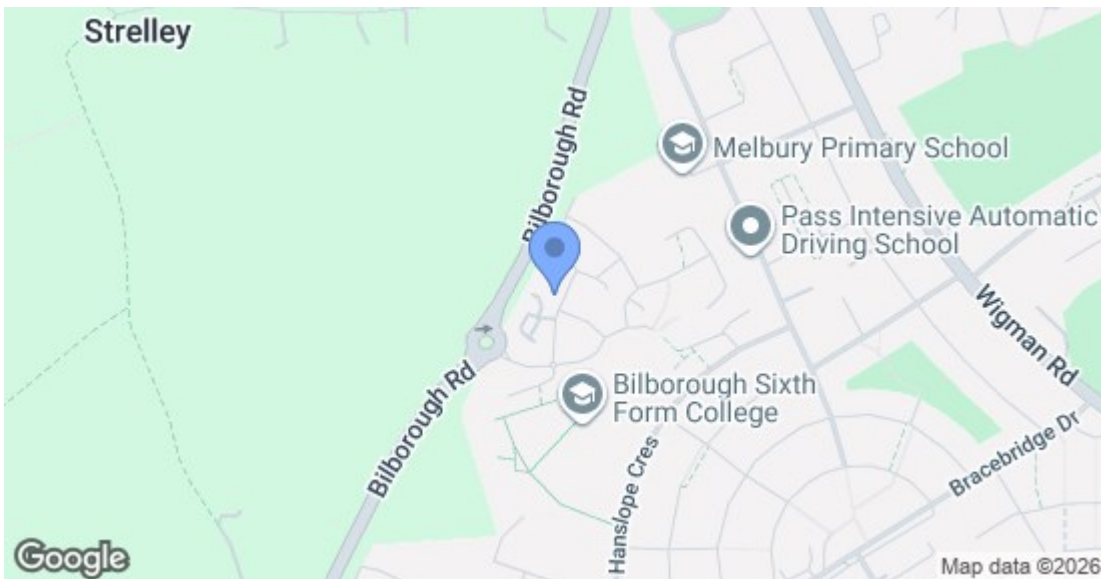 Strelley
Bilborough Rd
Melbury Primary School
Pass Intensive Automatic
Driving School
Wigman Rd
Bilborough Rd
Bilborough Sixth
Form College
Hanslope Cres
Bracebridge Dr
Google
Map data ©2026